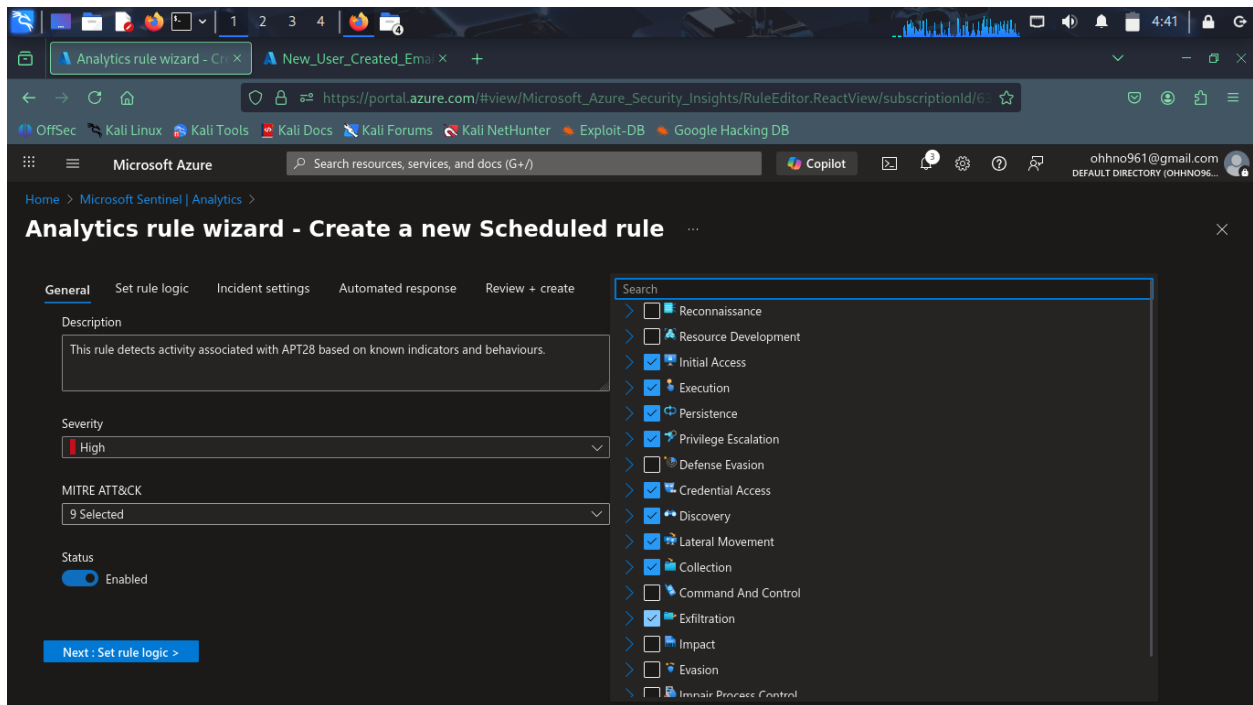 1 2 3 4 4 4:41
Analytics rule wizard - Cre × New_User_Created_Emai × +
https://portal.azure.com/#view/Microsoft_Azure_Security_Insights/RuleEditor.ReactView/subscriptionId/63
OffSec Kali Linux Kali Tools Kali Docs Kali Forums Kali NetHunter Exploit-DB Google Hacking DB
Microsoft Azure Search resources, services, and docs (G+/) Copilot 3 ohhno961@gmail.com
DEFAULT DIRECTORY (OHHNO96...
Home > Microsoft Sentinel | Analytics >
Analytics rule wizard - Create a new Scheduled rule ...
General Set rule logic Incident settings Automated response Review + create
Description
This rule detects activity associated with APT28 based on known indicators and behaviours.
Severity
High
MITRE ATT&CK
9 Selected
Status
Enabled
Next : Set rule logic >
Search
Reconnaissance
Resource Development
Initial Access
Execution
Persistence
Privilege Escalation
Defense Evasion
Credential Access
Discovery
Lateral Movement
Collection
Command And Control
Exfiltration
Impact
Evasion
Impair Process Control